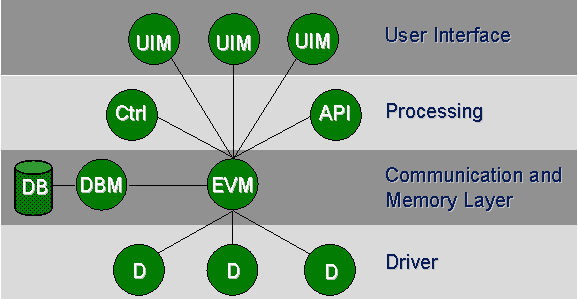 UIM UIM UIM User Interface
Ctrl API Processing
DB DBM EVM Communication and
Memory Layer
D D D Driver